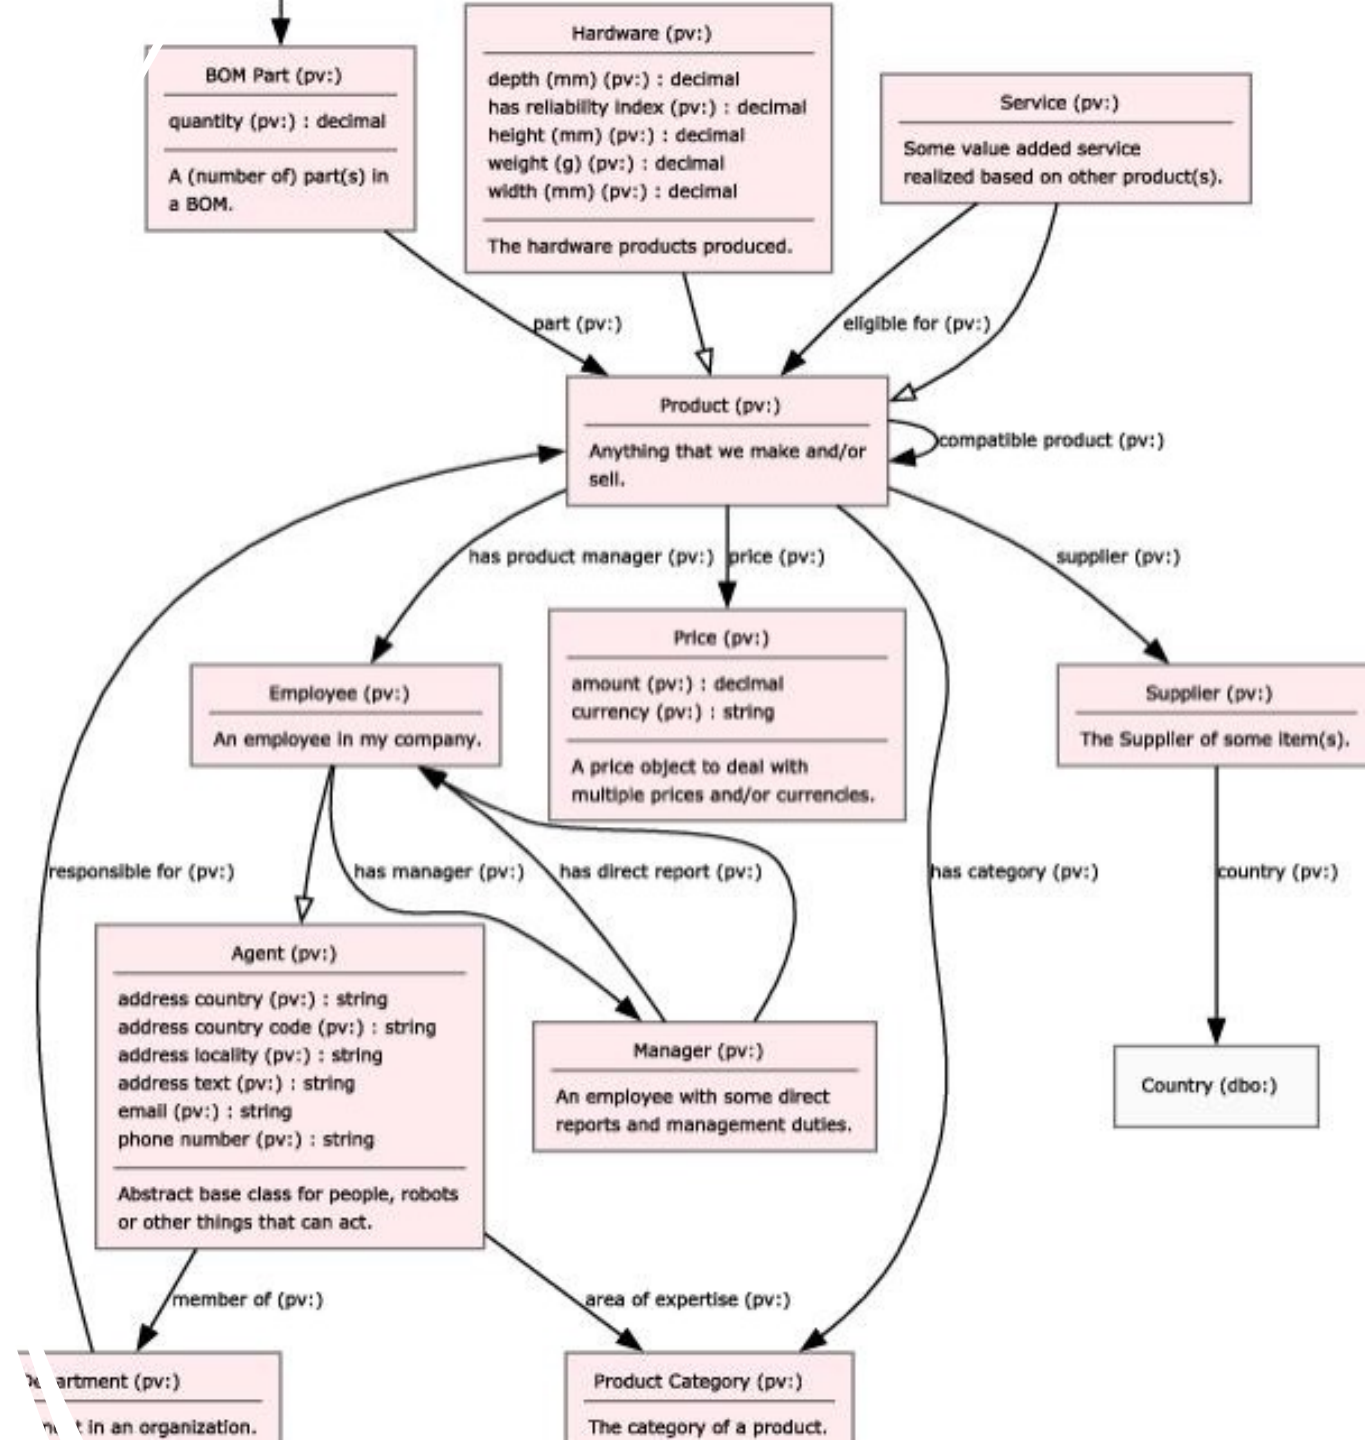 BOM Part (pv:)
quantity (pv:) : decimal
A (number of) part(s) in
a BOM.
Hardware (pv:)
depth (mm) (pv:) : decimal
has reliability index (pv:) : decimal
height (mm) (pv:) : decimal
weight (g) (pv:) : decimal
width (mm) (pv:) : decimal
The hardware products produced.
Service (pv:)
Some value added service
realized based on other product(s).
part (pv:)
eligible for (pv:)
Product (pv:)
Anything that we make and/or
sell.
compatible product (pv:)
has product manager (pv:)
price (pv:)
supplier (pv:)
Employee (pv:)
An employee in my company.
Price (pv:)
amount (pv:) : decimal
currency (pv:) : string
A price object to deal with
multiple prices and/or currencies.
Supplier (pv:)
The Supplier of some item(s).
responsible for (pv:)
has manager (pv:)
has direct report (pv:)
has category (pv:)
country (pv:)
Agent (pv:)
address country (pv:) : string
address country code (pv:) : string
address locality (pv:) : string
address text (pv:) : string
email (pv:) : string
phone number (pv:) : string
Abstract base class for people, robots
or other things that can act.
Manager (pv:)
An employee with some direct
reports and management duties.
Country (dbo:)
member of (pv:)
area of expertise (pv:)
(pv:)
in an organization.
Product Category (pv:)
The category of a product.